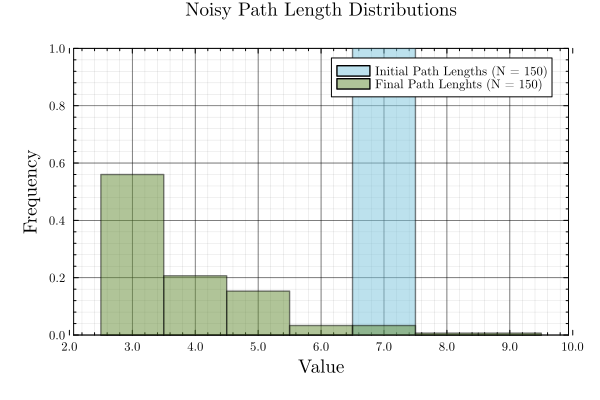 Noisy Path Length Distributions
Initial Path Lengths (N = 150)
Final Path Lenghts (N = 150)
Frequency
1.0
0.8
0.6
0.4
0.2
0.0
2.0 3.0 4.0 5.0 6.0 7.0 8.0 9.0 10.0
Value